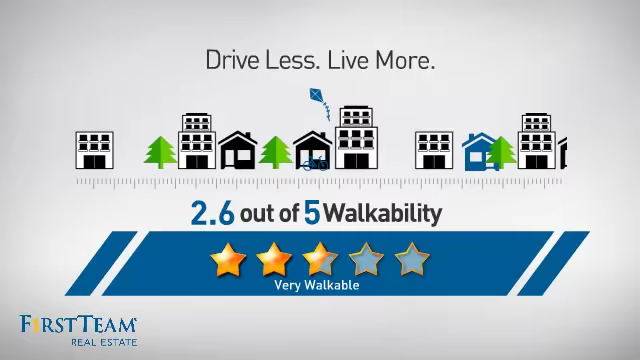 Drive Less. Live More.
2.6 out of 5 Walkability
Very Walkable
FIRSTTEAM®
REAL ESTATE